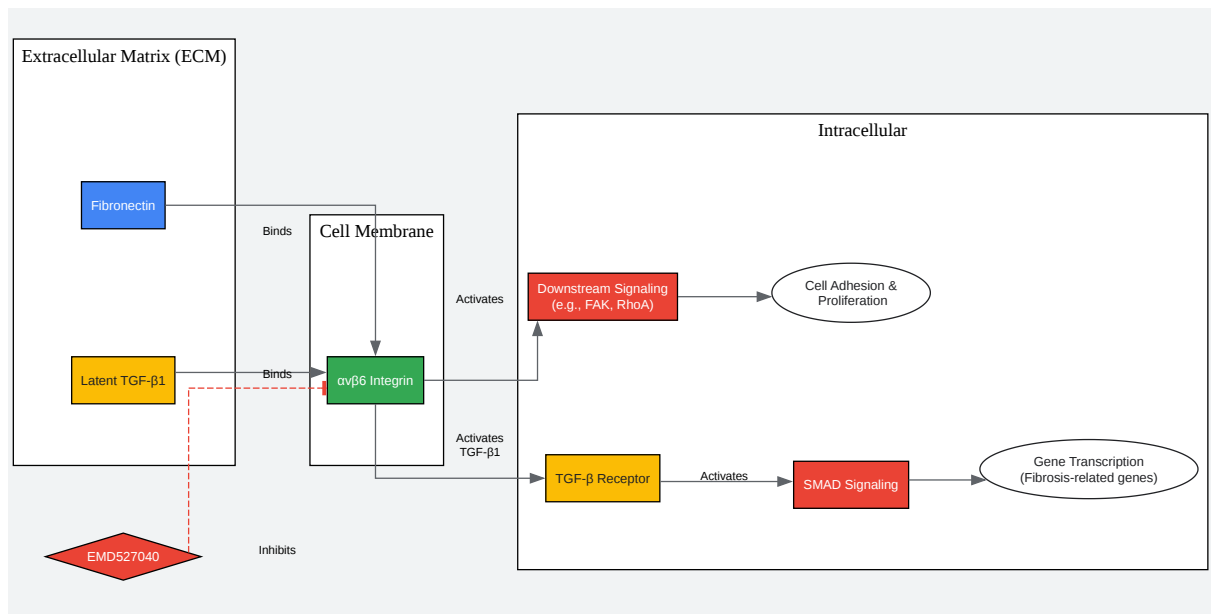 Extracellular Matrix (ECM)
Fibronectin
Latent TGF-β1
EMD527040
Binds
Binds
Inhibits
Cell Membrane
αvβ6 Integrin
Activates
Activates
TGF-β1
Intracellular
Downstream Signaling
(e.g., FAK, RhoA)
Cell Adhesion &
Proliferation
TGF-β Receptor
Activates
SMAD Signaling
Gene Transcription
(Fibrosis-related genes)